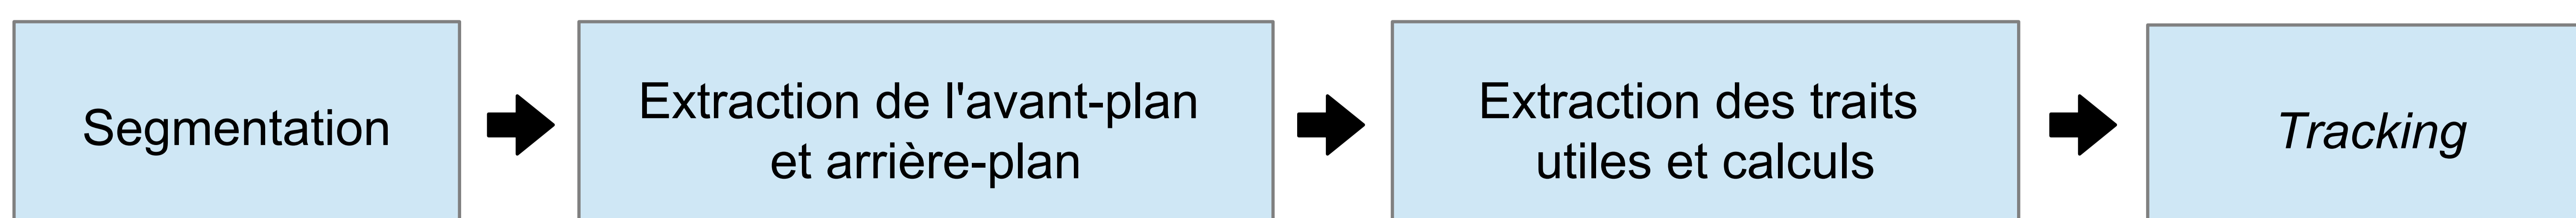 Segmentation
Extraction de l'avant-plan
et arrière-plan
Extraction des traits
utiles et calculs
Tracking